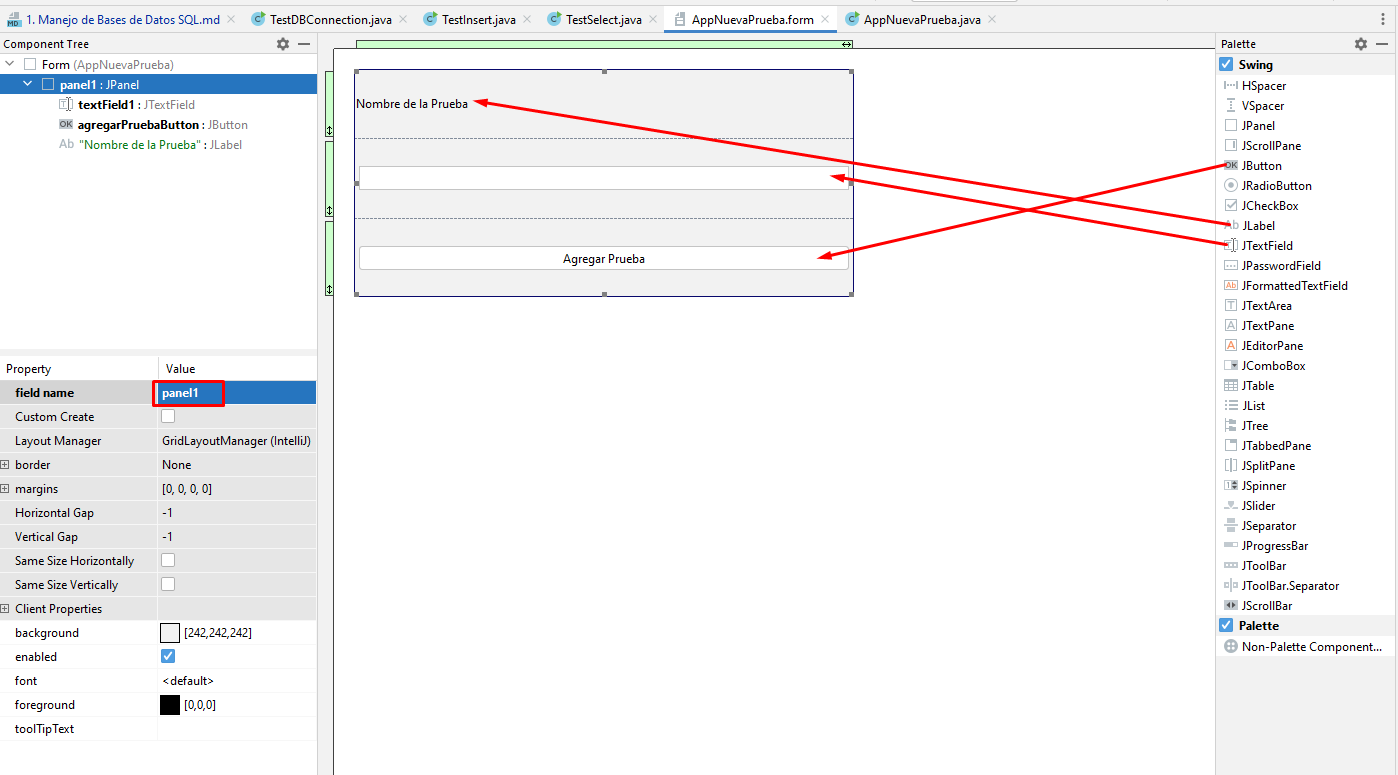 1. Manejo de Bases de Datos SQL.md
TestDBConnection.java
TestInsert.java
TestSelect.java
AppNuevaPrueba.form
AppNuevaPrueba.java
Component Tree
Form (AppNuevaPrueba)
panel1 : JPanel
textField1 : JTextField
OK agregarPruebaButton : JButton
Ab "Nombre de la Prueba" : JLabel
Property Value
field name panel1
Custom Create
Layout Manager GridLayoutManager (IntelliJ)
border None
margins [0, 0, 0, 0]
Horizontal Gap -1
Vertical Gap -1
Same Size Horizontally
Same Size Vertically
Client Properties
background [242,242,242]
enabled
font <default>
foreground [0,0,0]
toolTipText
Nombre de la Prueba
Agregar Prueba
Palette
Swing
HSpacer
VSpacer
JPanel
JScrollPane
OK JButton
JRadioButton
JCheckBox
Ab JLabel
JTextField
JPasswordField
Ab JFormattedTextField
T JTextArea
A JTextPane
A JEditorPane
JComboBox
JTable
JList
JTree
JTabbedPane
JSplitPane
JSpinner
JSlider
JSeparator
JProgressBar
JToolBar
JToolBar.Separator
JScrollBar
Palette
Non-Palette Component...